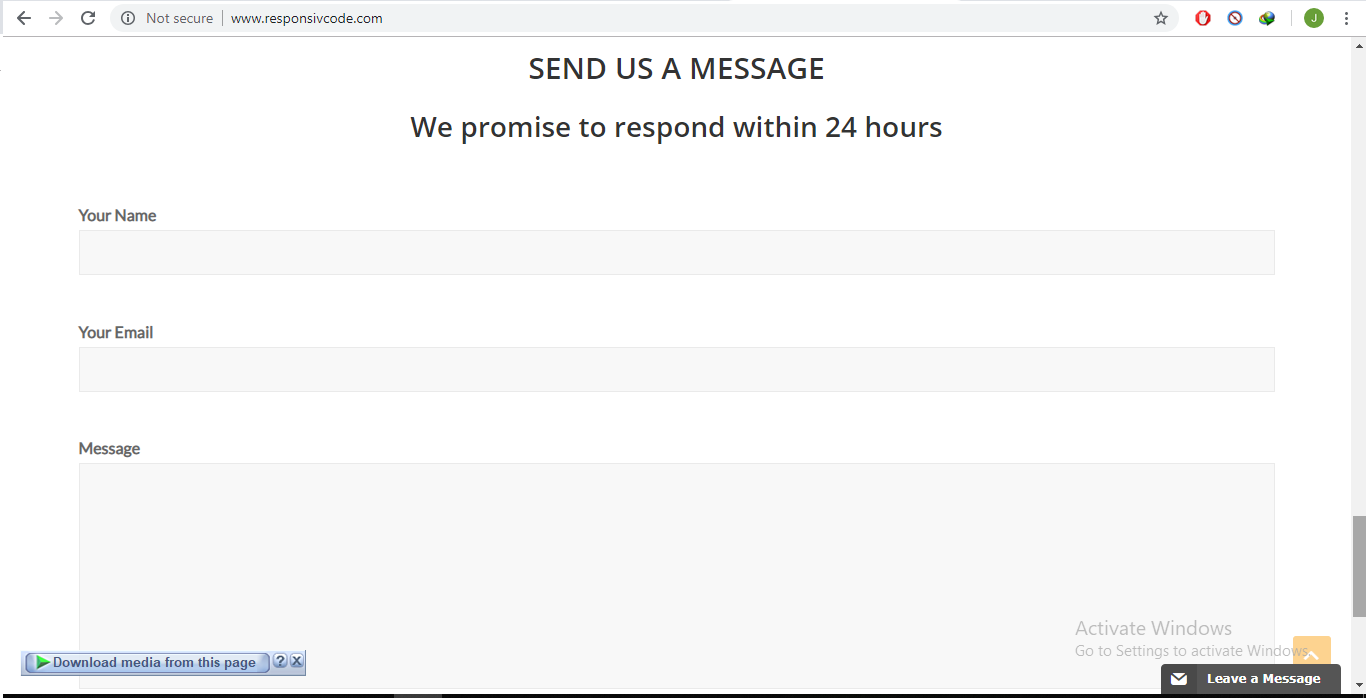 Not secure www.responsivcode.com J
SEND US A MESSAGE
We promise to respond within 24 hours
Your Name
Your Email
Message
Activate Windows
Go to Settings to activate Windows.
Download media from this page ? X
Leave a Message